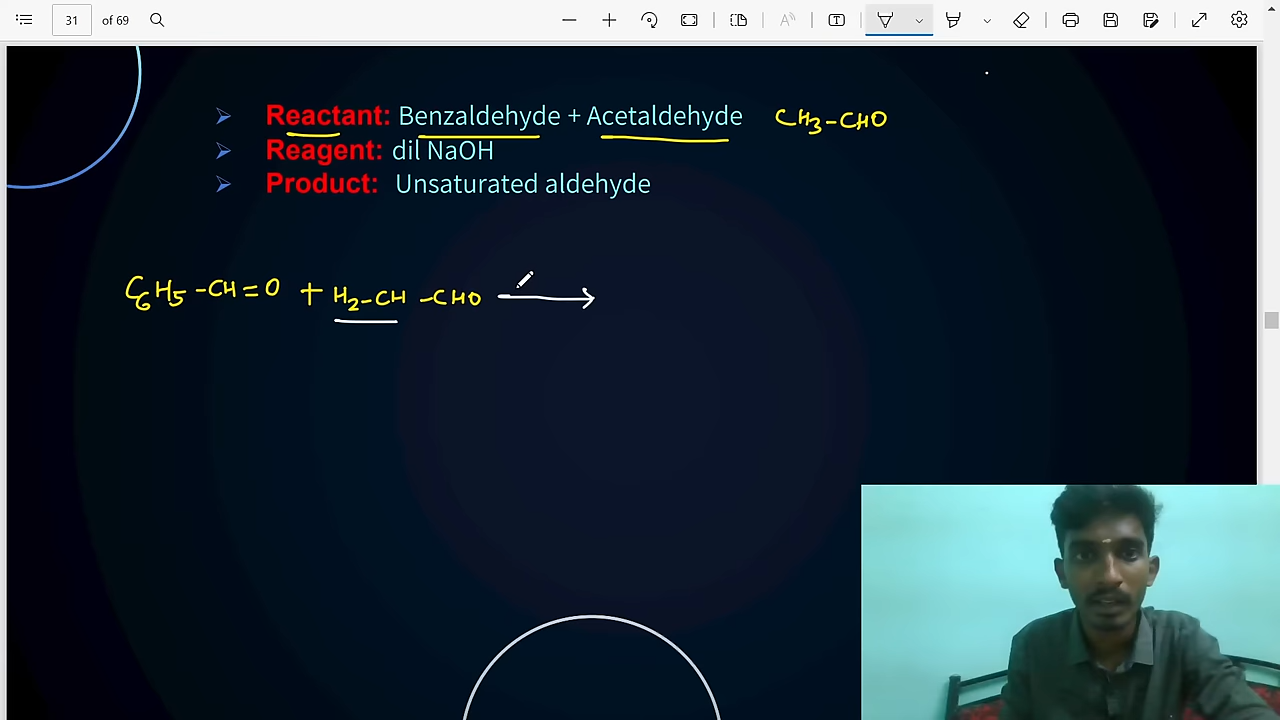 31 of 69
Reactant: Benzaldehyde + Acetaldehyde CH3-CHO
Reagent: dil NaOH
Product: Unsaturated aldehyde
C6H5-CH=O + H2-CH-CHO